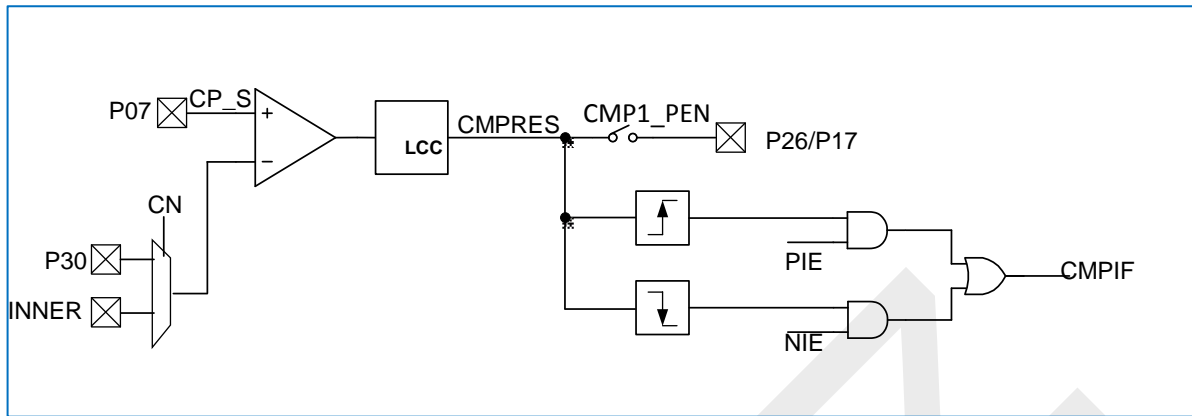 P07
CP_S
+
−
LCC
CMPRES
CMP1_PEN
P26/P17
CN
P30
INNER
PIE
NIE
CMPIF